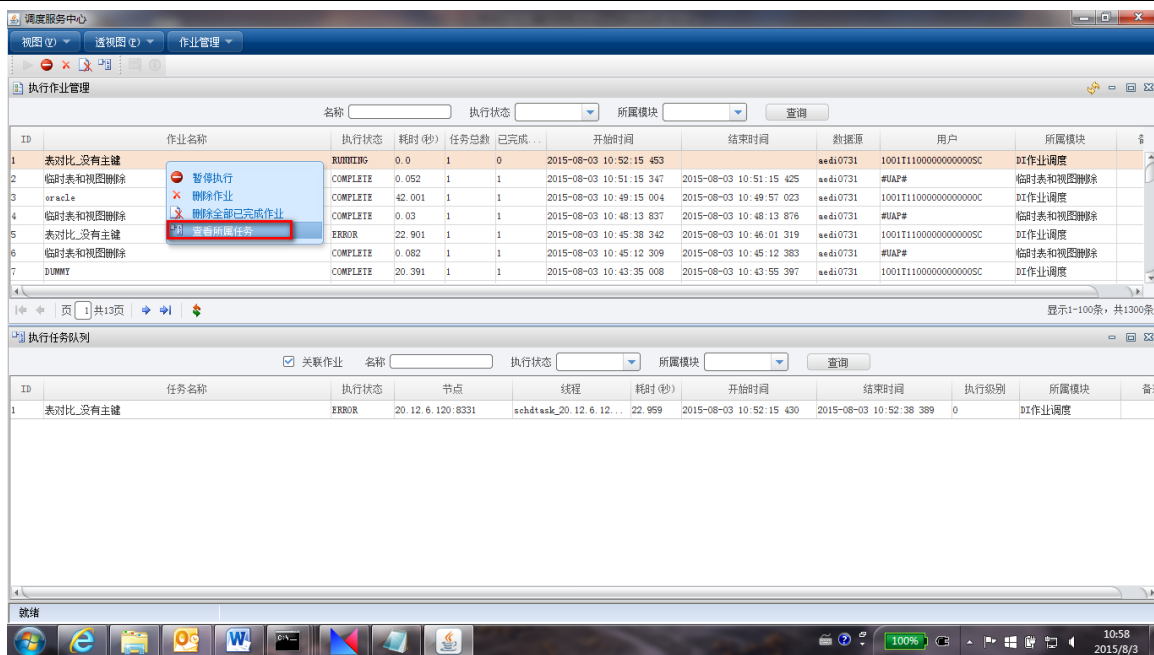 调度服务中心
视图(V) 透视图(P) 作业管理
执行作业管理
名称 执行状态 所属模块 查询
ID 作业名称 执行状态 耗时(秒) 任务总数 已完成... 开始时间 结束时间 数据源 用户 所属模块
1 表对比_没有主键 RUNNING 0.0 1 0 2015-08-03 10:52:15 453 aedi0731 1001T1100000000000SC DI作业调度
2 临时表和视图删除 COMPLETE 0.052 1 1 2015-08-03 10:51:15 347 2015-08-03 10:51:15 425 aedi0731 #UAP# 临时表和视图删除
3 oracle COMPLETE 42.001 1 1 2015-08-03 10:49:15 004 2015-08-03 10:49:57 023 aedi0731 1001T1100000000000OC DI作业调度
4 临时表和视图删除 COMPLETE 0.03 1 1 2015-08-03 10:48:13 837 2015-08-03 10:48:13 876 aedi0731 #UAP# 临时表和视图删除
5 表对比_没有主键 ERROR 22.901 1 1 2015-08-03 10:45:38 342 2015-08-03 10:46:01 319 aedi0731 1001T1100000000000SC DI作业调度
6 临时表和视图删除 COMPLETE 0.082 1 1 2015-08-03 10:45:12 309 2015-08-03 10:45:12 383 aedi0731 #UAP# 临时表和视图删除
7 DUMMY COMPLETE 20.391 1 1 2015-08-03 10:43:35 008 2015-08-03 10:43:55 397 aedi0731 1001T1100000000000SC DI作业调度
暂停执行
删除作业
删除全部已完成作业
查看所属任务
页 1 共13页 显示1-100条，共1300条
执行任务队列
关联作业 名称 执行状态 所属模块 查询
ID 任务名称 执行状态 节点 线程 耗时(秒) 开始时间 结束时间 执行级别 所属模块
1 表对比_没有主键 ERROR 20.12.6.120:8331 schdtask_20.12.6.12... 22.959 2015-08-03 10:52:15 430 2015-08-03 10:52:38 389 0 DI作业调度
就绪
100% 10:58
2015/8/3